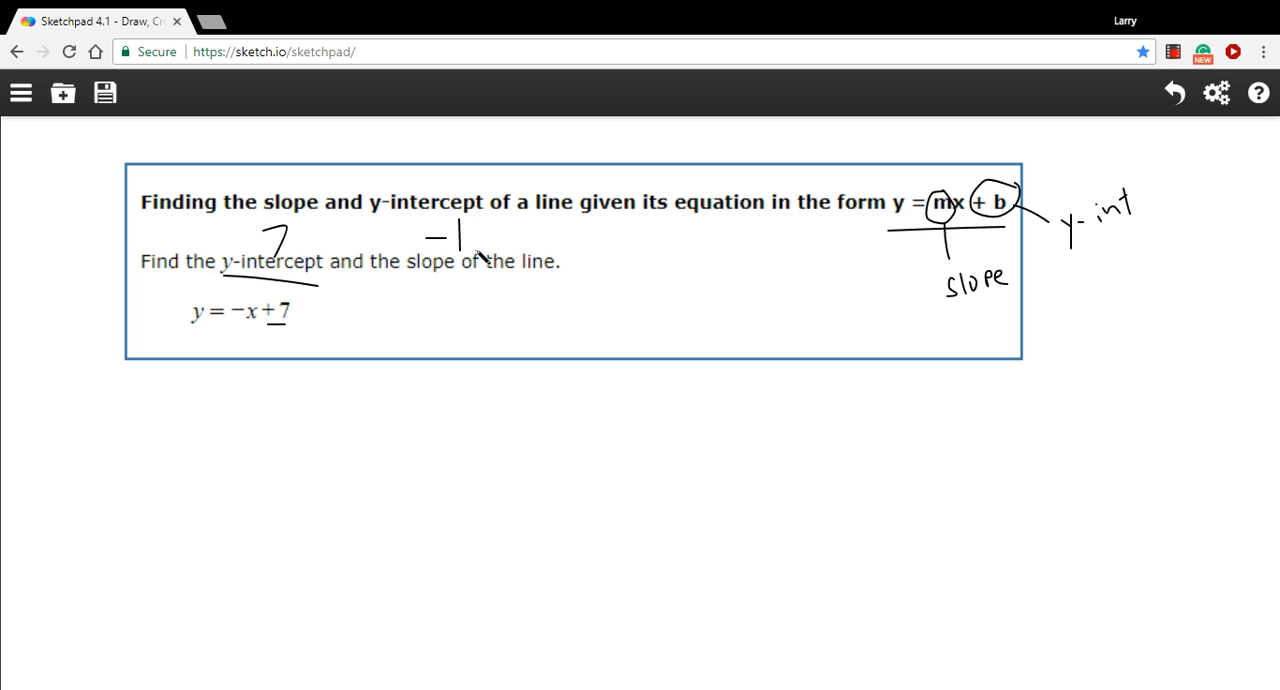 Sketchpad 4.1 - Draw, Cr
Larry
Secure https://sketch.io/sketchpad/
NEW
Finding the slope and y-intercept of a line given its equation in the form y = mx + b
y-int
7 -1
Find the y-intercept and the slope of the line.
slope
y = −x + 7